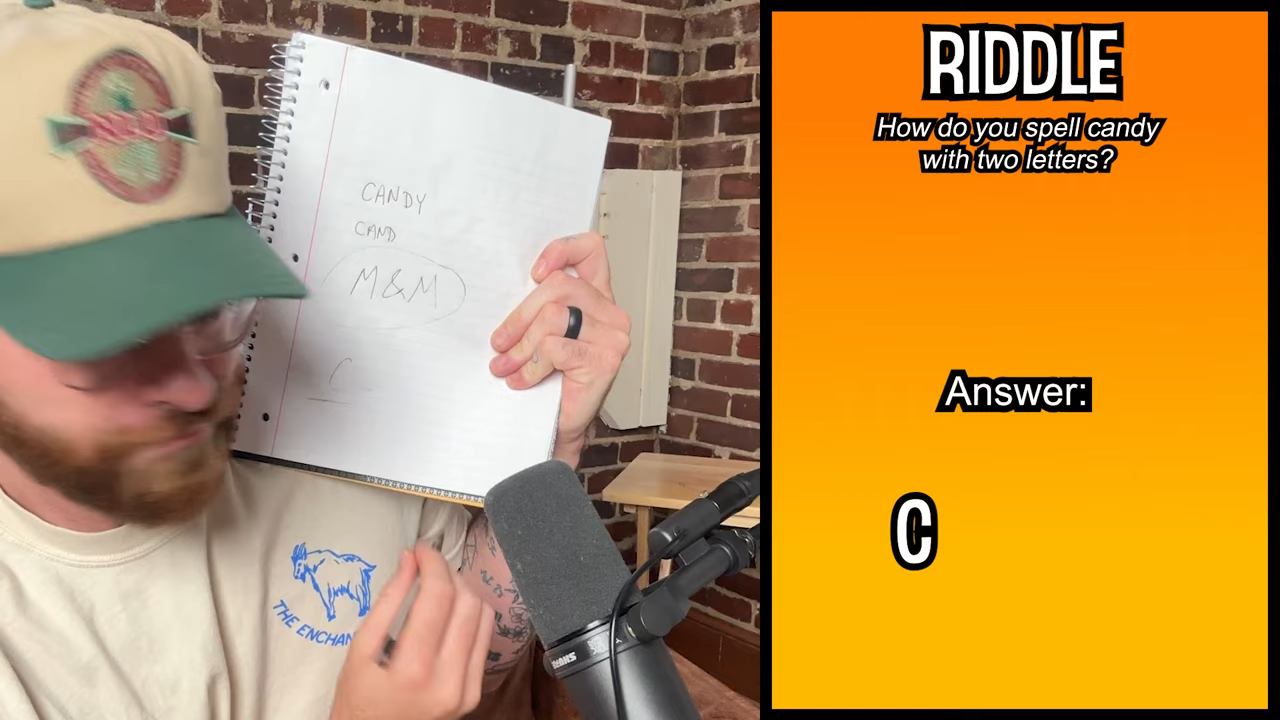 CANDY
CAND
M&M
C
THE ENCHAN
RIDDLE
How do you spell candy
with two letters?
Answer:
C